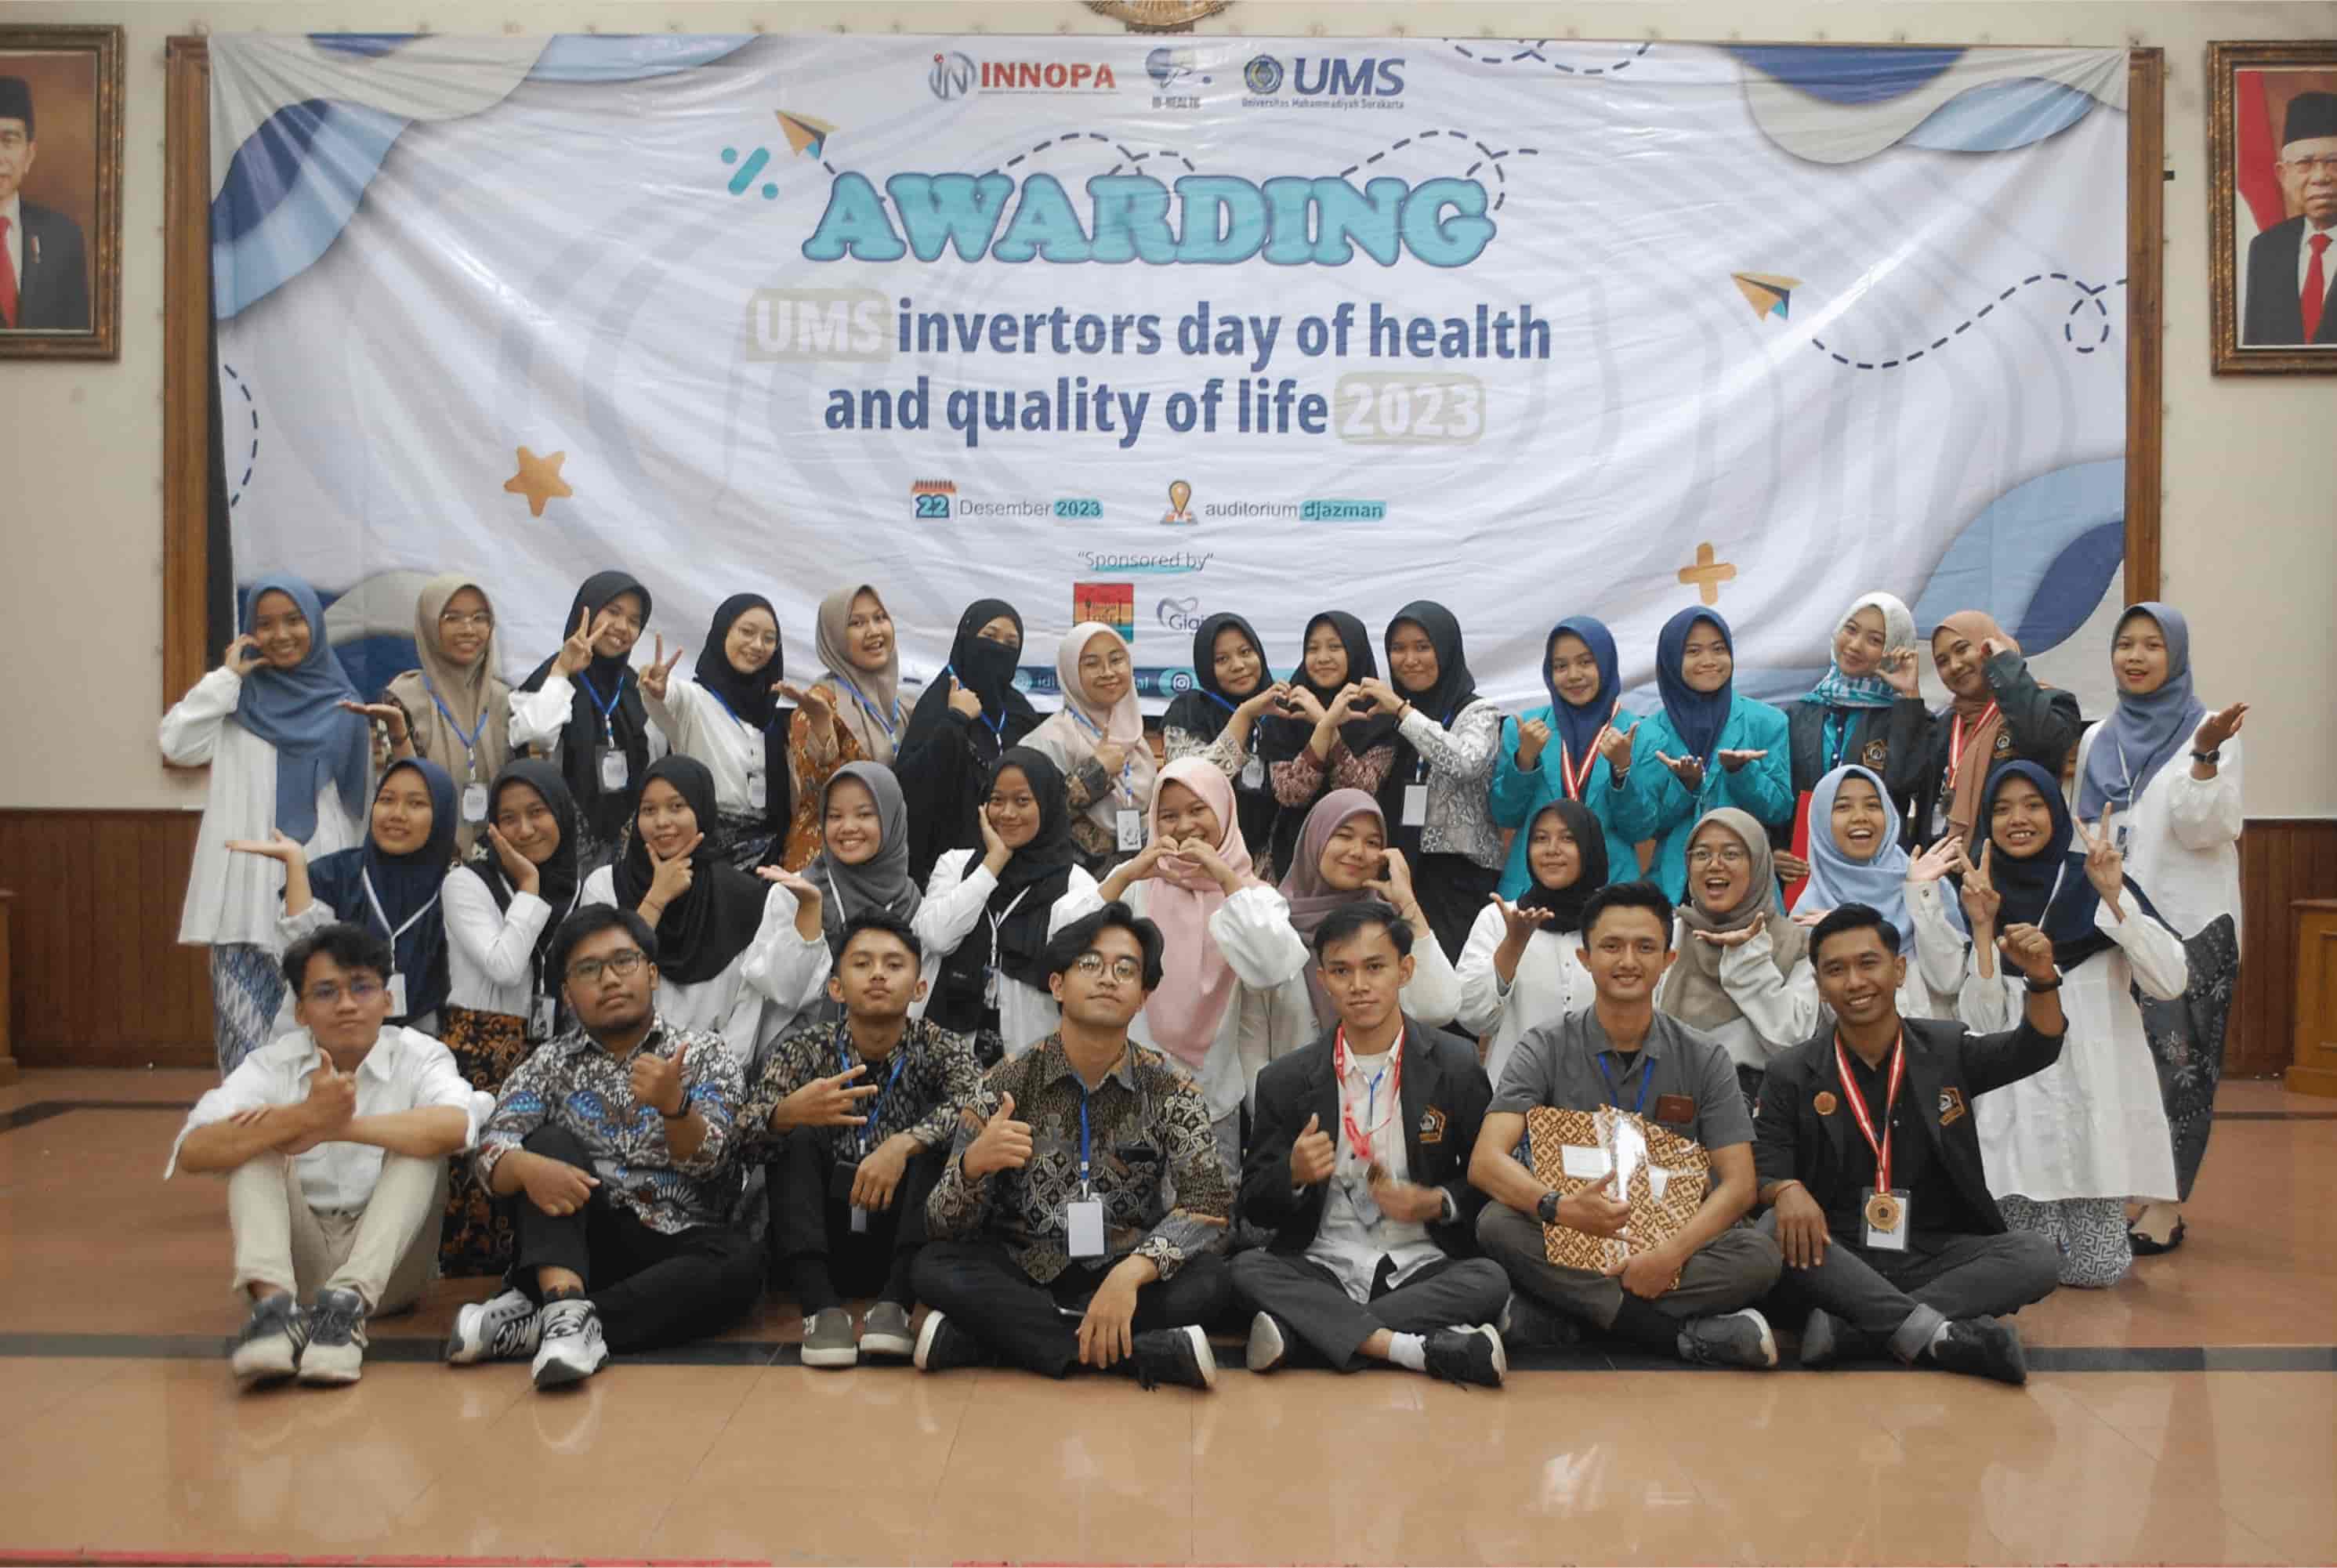 INNOPA
UMS
Universitas Muhammadiyah Surakarta
AWARDING
UMS invertors day of health
and quality of life 2023
22 Desember 2023
auditorium djazman
"Sponsored by"